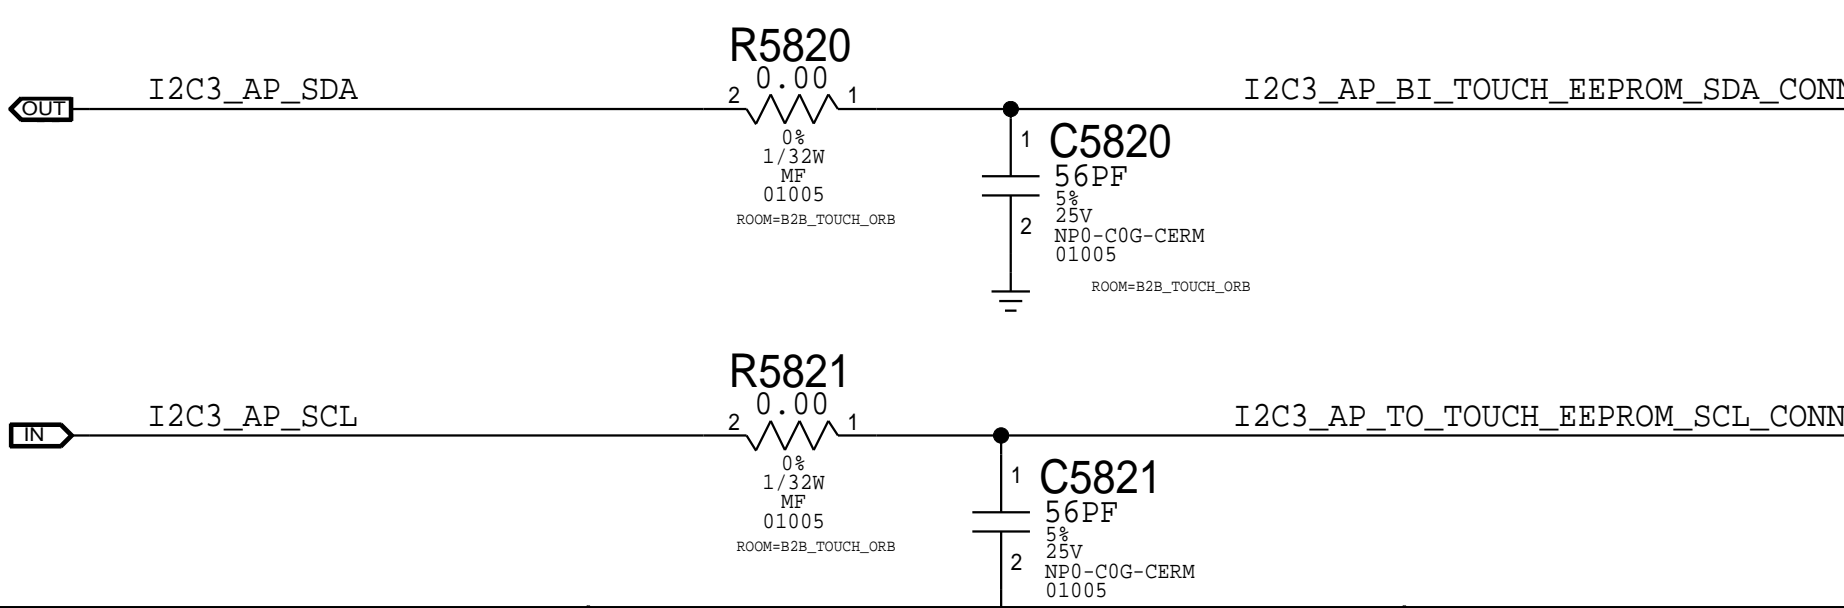 R5820
0.00
OUT
I2C3_AP_SDA
2
1
I2C3_AP_BI_TOUCH_EEPROM_SDA_CONN
0%
1/32W
MF
01005
ROOM=B2B_TOUCH_ORB
1
C5820
56PF
5%
25V
2
NP0-C0G-CERM
01005
ROOM=B2B_TOUCH_ORB
R5821
0.00
IN
I2C3_AP_SCL
2
1
I2C3_AP_TO_TOUCH_EEPROM_SCL_CONN
0%
1/32W
MF
01005
ROOM=B2B_TOUCH_ORB
1
C5821
56PF
5%
25V
2
NP0-C0G-CERM
01005